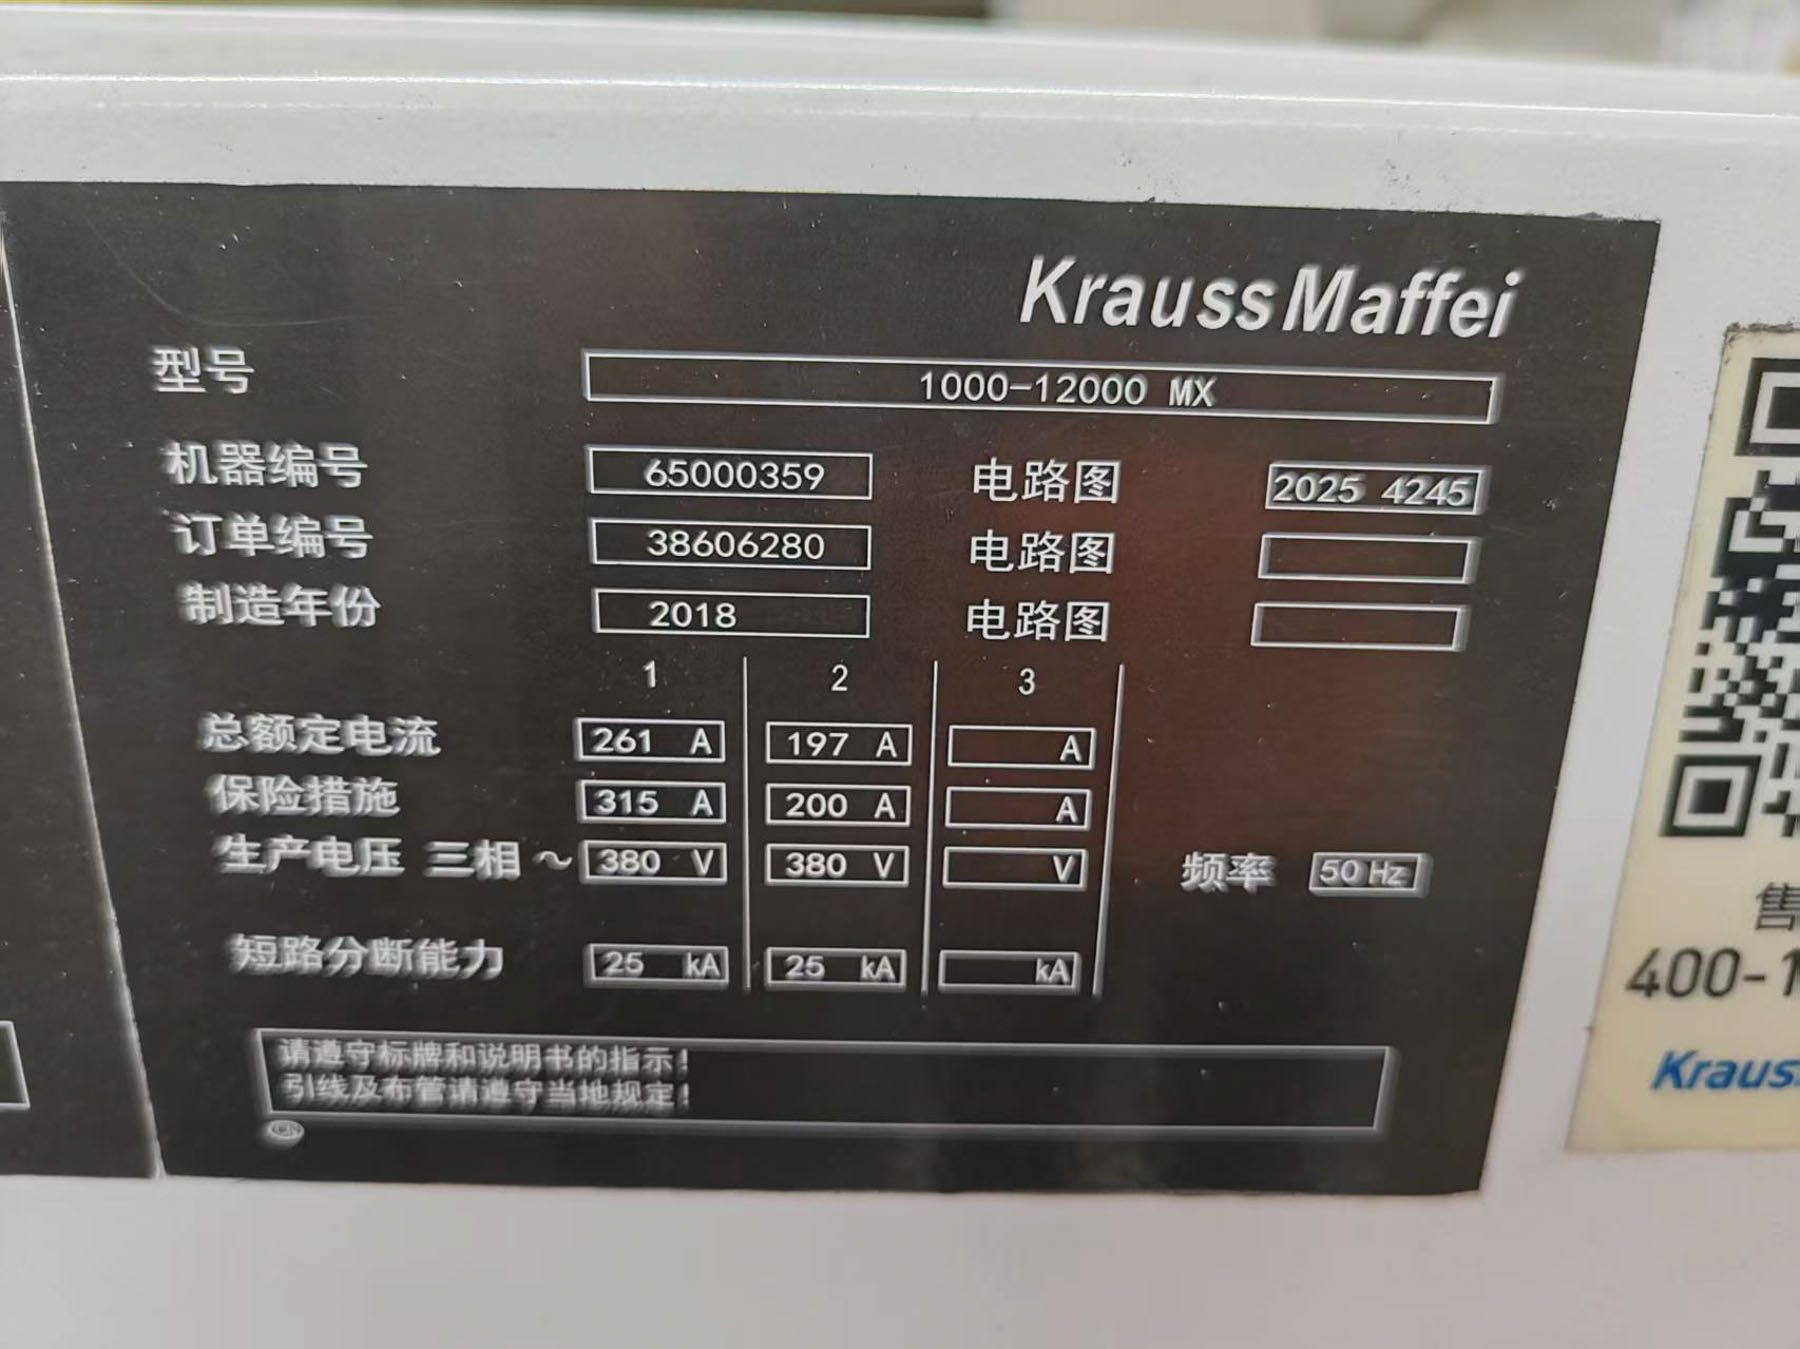 KraussMaffei
型号 1000-12000 MX
机器编号 65000359 电路图 2025 4245
订单编号 38606280 电路图
制造年份 2018 电路图
1 2 3
总额定电流 261 A 197 A A
保险措施 315 A 200 A A
生产电压 三相 ~ 380 V 380 V V 频率 50 Hz
短路分断能力 25 kA 25 kA kA
请遵守标牌和说明书的指示!
引线及布管请遵守当地规定!
售
400-1
Krauss